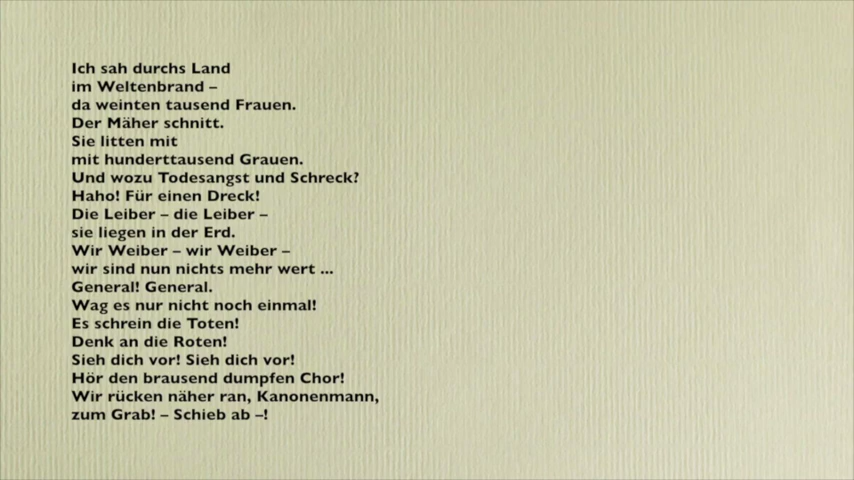 Ich sah durchs Land
im Weltenbrand –
da weinten tausend Frauen.
Der Mäher schnitt.
Sie litten mit
mit hunderttausend Grauen.
Und wozu Todesangst und Schreck?
Haho! Für einen Dreck!
Die Leiber – die Leiber –
sie liegen in der Erd.
Wir Weiber – wir Weiber –
wir sind nun nichts mehr wert ...
General! General.
Wag es nur nicht noch einmal!
Es schrein die Toten!
Denk an die Roten!
Sieh dich vor! Sieh dich vor!
Hör den brausend dumpfen Chor!
Wir rücken näher ran, Kanonenmann,
zum Grab! – Schieb ab –!